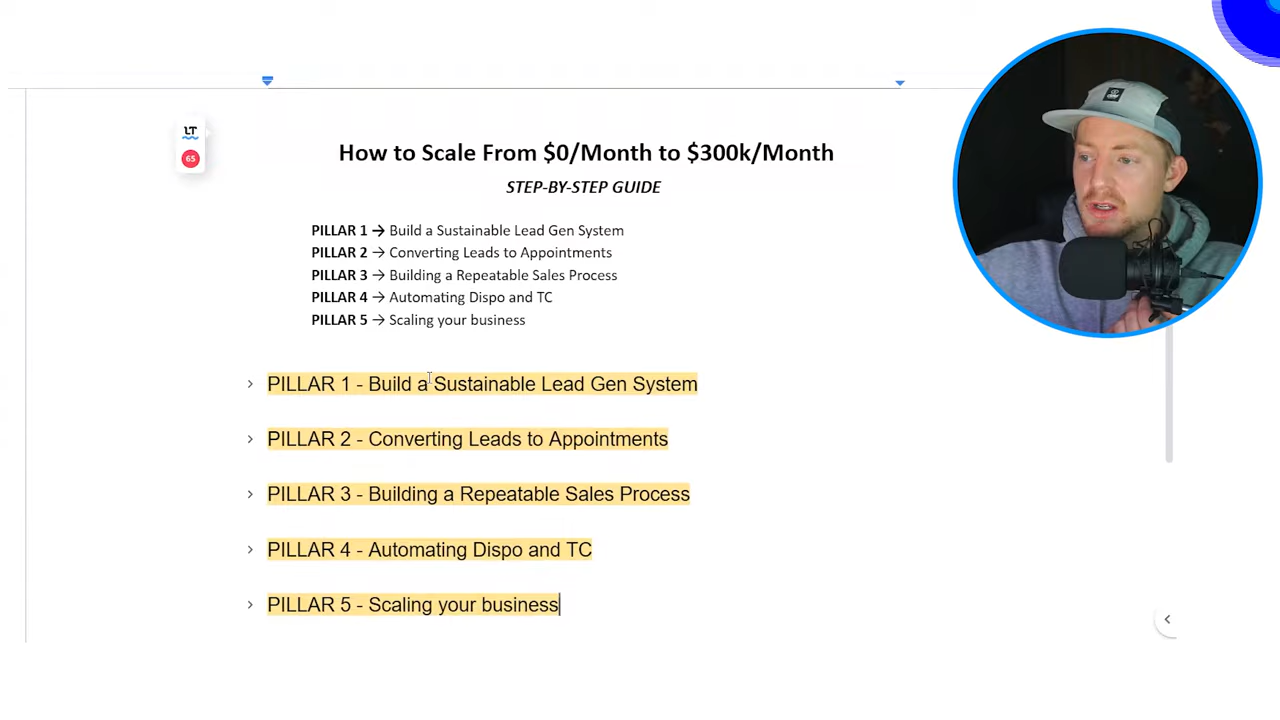 How to Scale From $0/Month to $300k/Month
LT
65
STEP-BY-STEP GUIDE
PILLAR 1 → Build a Sustainable Lead Gen System
PILLAR 2 → Converting Leads to Appointments
PILLAR 3 → Building a Repeatable Sales Process
PILLAR 4 → Automating Dispo and TC
PILLAR 5 → Scaling your business
PILLAR 1 - Build a Sustainable Lead Gen System
PILLAR 2 - Converting Leads to Appointments
PILLAR 3 - Building a Repeatable Sales Process
PILLAR 4 - Automating Dispo and TC
PILLAR 5 - Scaling your business